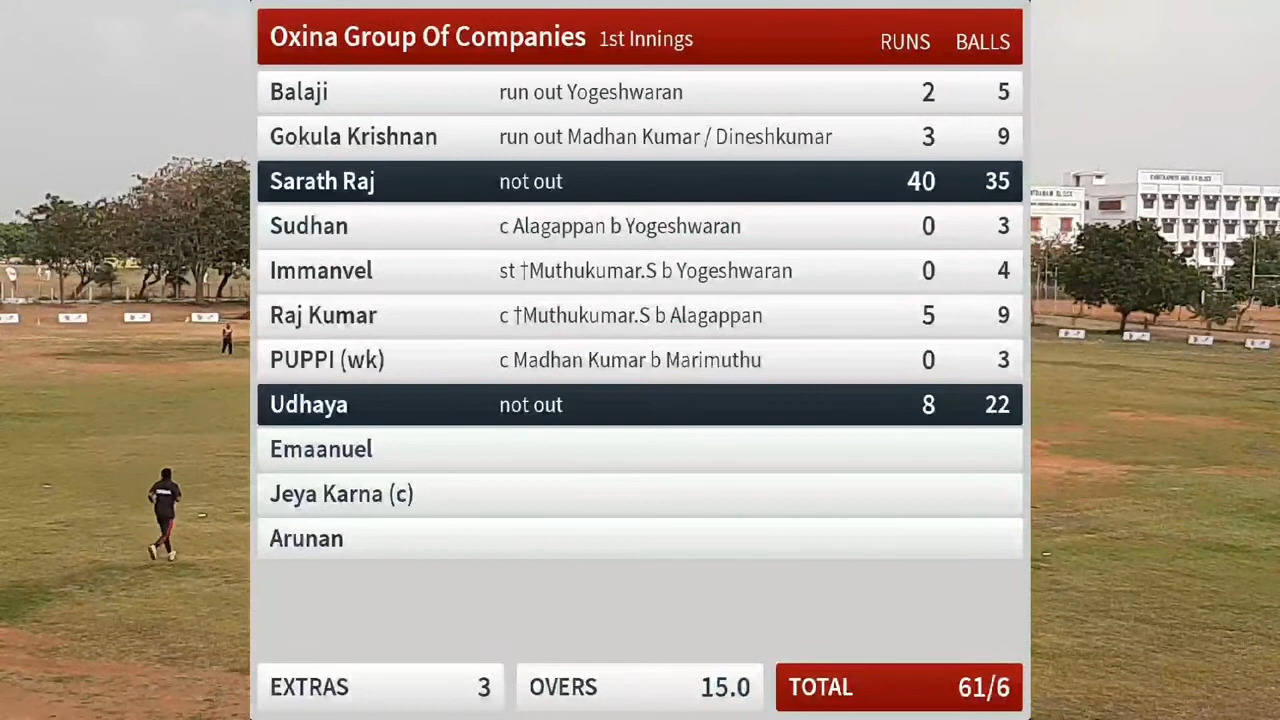 Oxina Group Of Companies 1st Innings RUNS BALLS
Balaji run out Yogeshwaran 2 5
Gokula Krishnan run out Madhan Kumar / Dineshkumar 3 9
Sarath Raj not out 40 35
Sudhan c Alagappan b Yogeshwaran 0 3
Immanvel st †Muthukumar.S b Yogeshwaran 0 4
Raj Kumar c †Muthukumar.S b Alagappan 5 9
PUPPI (wk) c Madhan Kumar b Marimuthu 0 3
Udhaya not out 8 22
Emaanuel
Jeya Karna (c)
Arunan
EXTRAS 3 OVERS 15.0 TOTAL 61/6